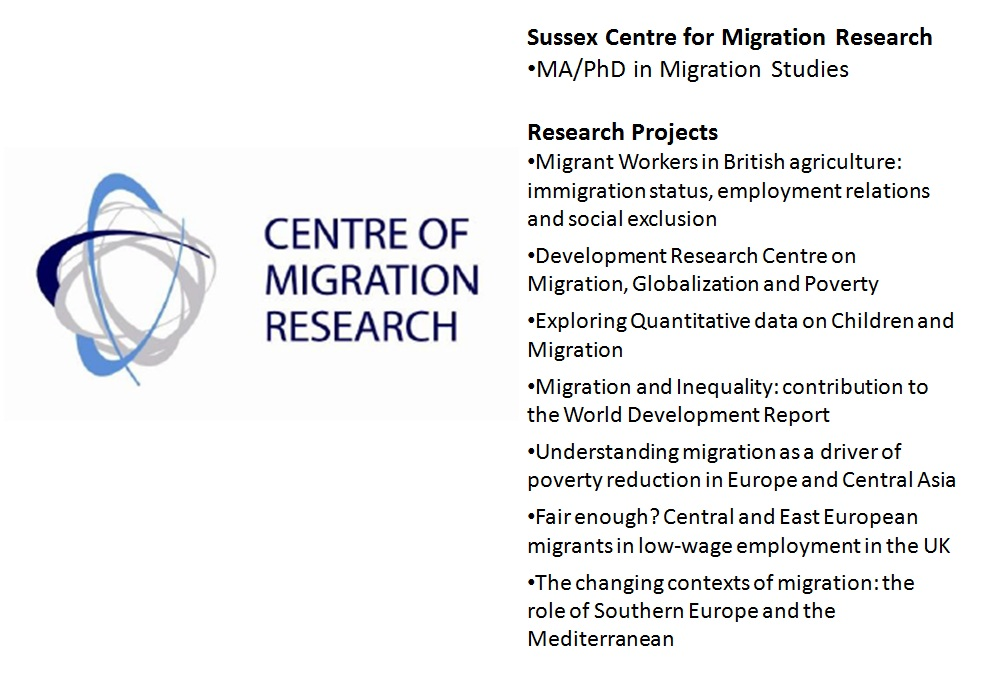 CENTRE OF
MIGRATION
RESEARCH
Sussex Centre for Migration Research
•MA/PhD in Migration Studies
Research Projects
•Migrant Workers in British agriculture:
immigration status, employment relations
and social exclusion
•Development Research Centre on
Migration, Globalization and Poverty
•Exploring Quantitative data on Children and
Migration
•Migration and Inequality: contribution to
the World Development Report
•Understanding migration as a driver of
poverty reduction in Europe and Central Asia
•Fair enough? Central and East European
migrants in low-wage employment in the UK
•The changing contexts of migration: the
role of Southern Europe and the
Mediterranean